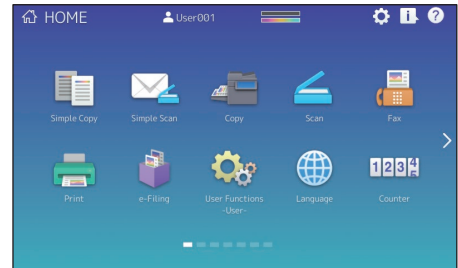 HOME
User001
Simple Copy
Simple Scan
Copy
Scan
Fax
Print
e-Filing
User Functions
-User-
Language
Counter